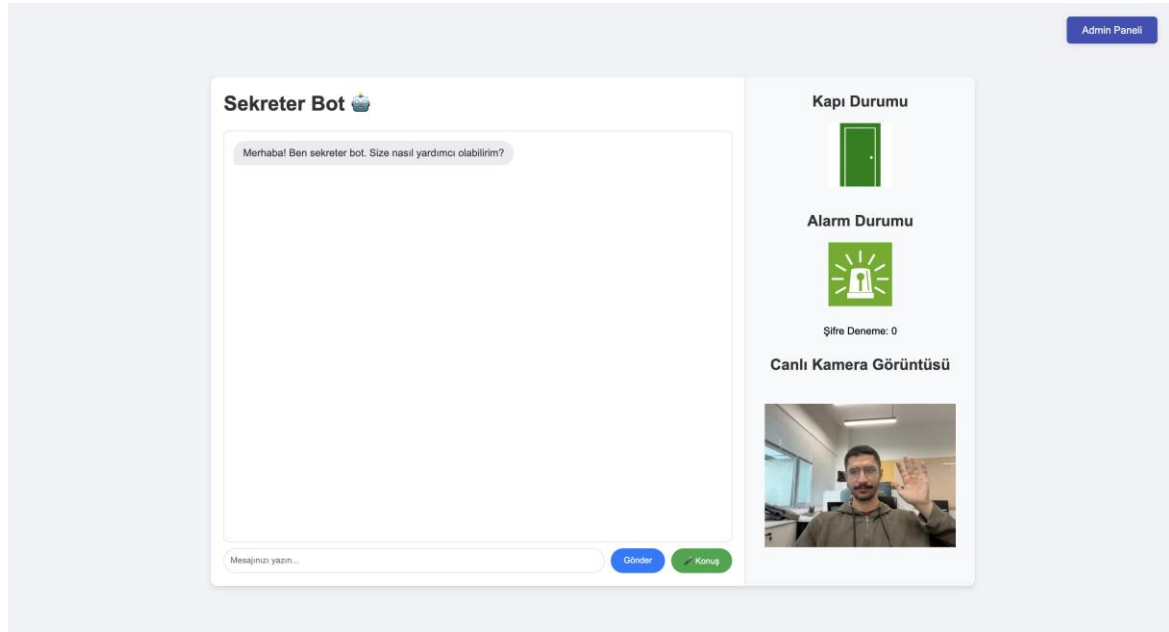 Admin Paneli
Sekreter Bot
Merhaba! Ben sekreter bot. Size nasıl yardımcı olabilirim?
Mesajınızı yazın...
Gönder
Konuş
Kapı Durumu
Alarm Durumu
Şifre Deneme: 0
Canlı Kamera Görüntüsü